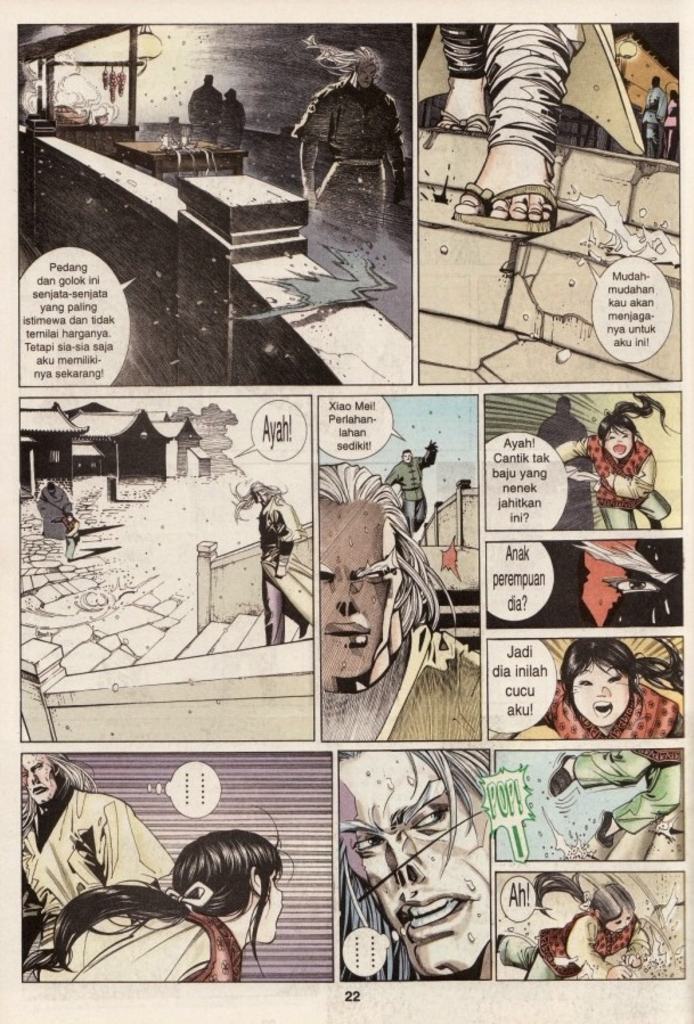 Pedang
dan golok ini
senjata-senjata
yang paling
istimewa dan tidak
ternilai harganya.
Tetapi sia-sia saja
aku memiliki-
nya sekarang!
Mudah-
mudahan
kau akan
menjaga-
nya untuk
aku ini!
Ayah!
Xiao Mei!
Perlahan-
lahan
sedikit!
Ayah!
Cantik tak
baju yang
nenek
jahitkan
ini?
Anak
perempuan
dia?
Jadi
dia inilah
cucu
aku!
POP!
Ah!
22